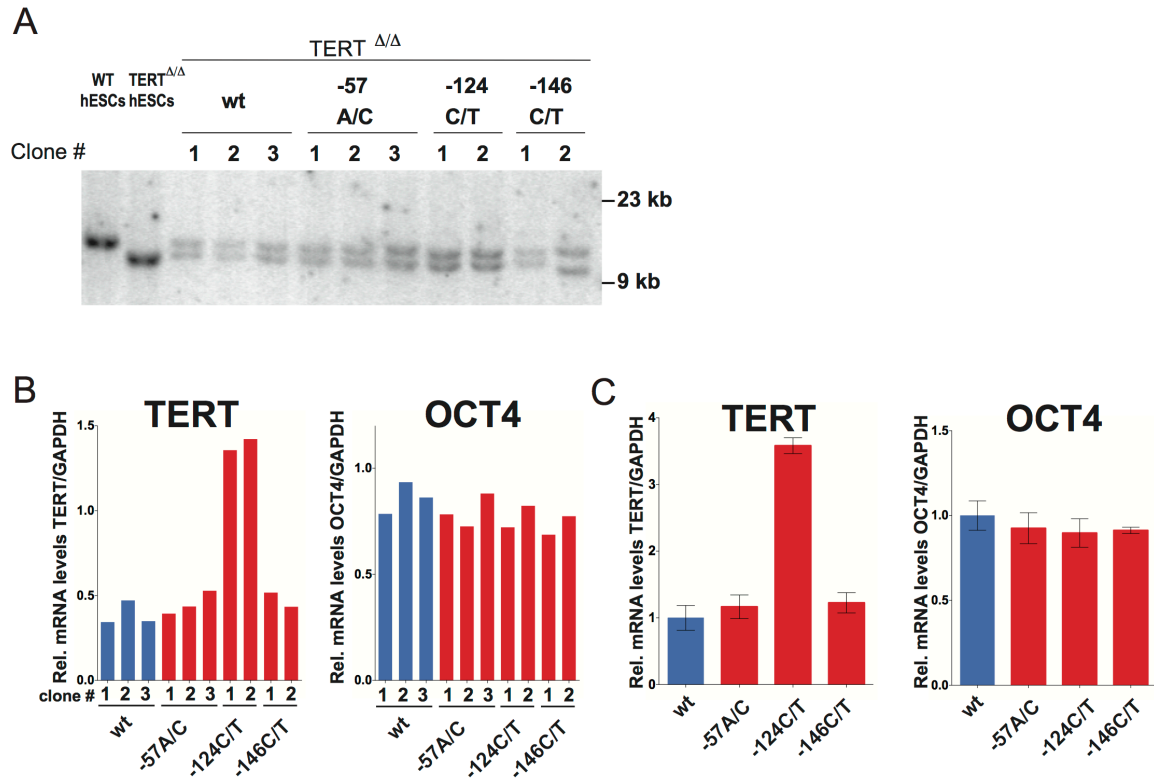 A
TERT Δ/Δ
WT TERT Δ/Δ
hESCs hESCs
wt
-57 -124 -146
A/C C/T C/T
Clone # 1 2 3 1 2 3 1 2 1 2
23 kb
9 kb
B
TERT
Rel. mRNA levels TERT/GAPDH
1.5
1.0
0.5
0.0
clone # 1 2 3 1 2 3 1 2 1 2
wt -57A/C -124C/T -146C/T
OCT4
Rel. mRNA levels OCT4/GAPDH
1.0
0.5
0.0
1 2 3 1 2 3 1 2 1 2
wt -57A/C -124C/T -146C/T
C
TERT
Rel. mRNA levels TERT/GAPDH
4
3
2
1
0
wt -57A/C -124C/T -146C/T
OCT4
Rel. mRNA levels OCT4/GAPDH
1.5
1.0
0.5
0.0
wt -57A/C -124C/T -146C/T